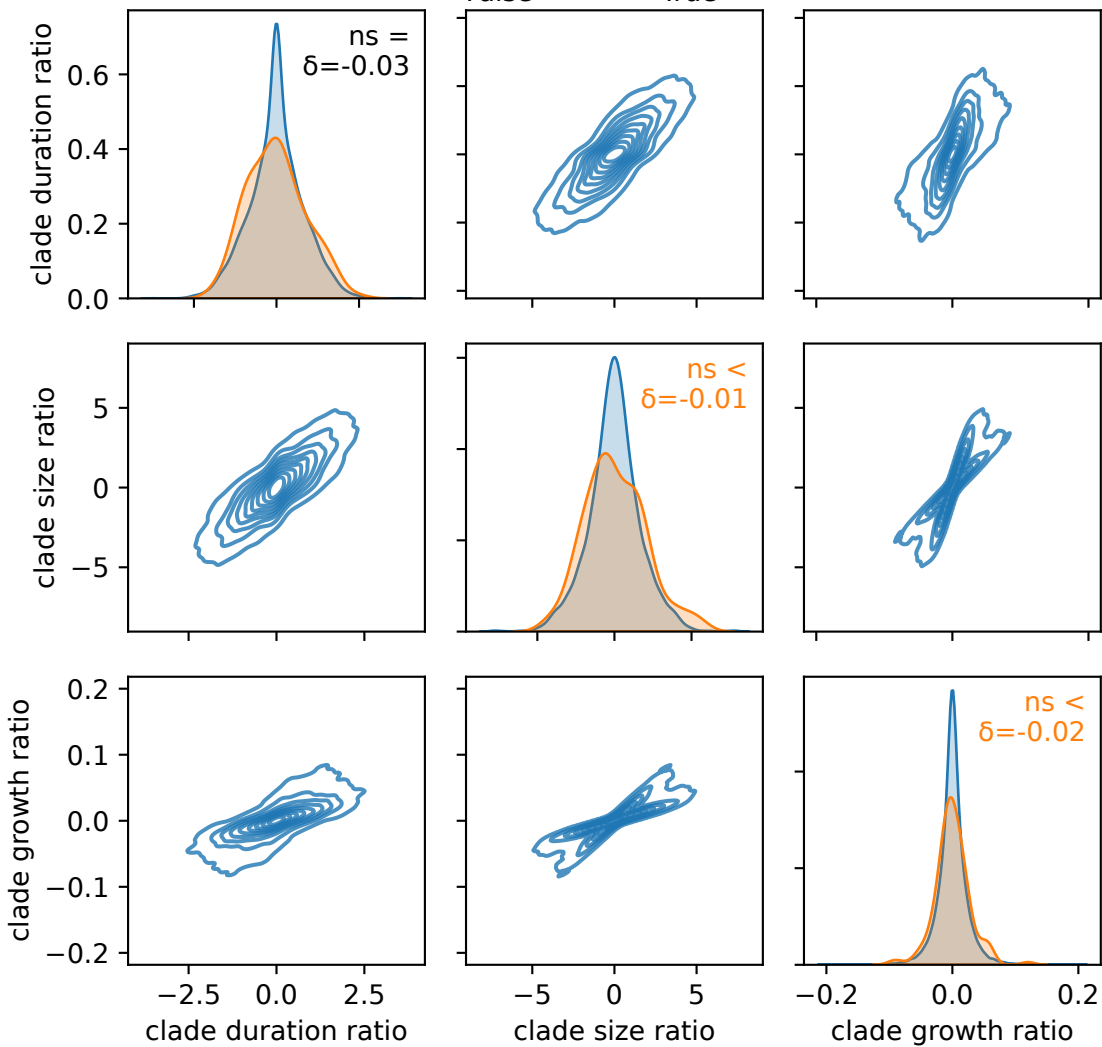 ns =
δ=-0.03
clade duration ratio
0.6
0.4
0.2
0.0
ns <
δ=-0.01
clade size ratio
5
0
−5
ns <
δ=-0.02
clade growth ratio
0.2
0.1
0.0
−0.1
−0.2
−2.5 0.0 2.5
−5 0 5
−0.2 0.0 0.2
clade duration ratio
clade size ratio
clade growth ratio